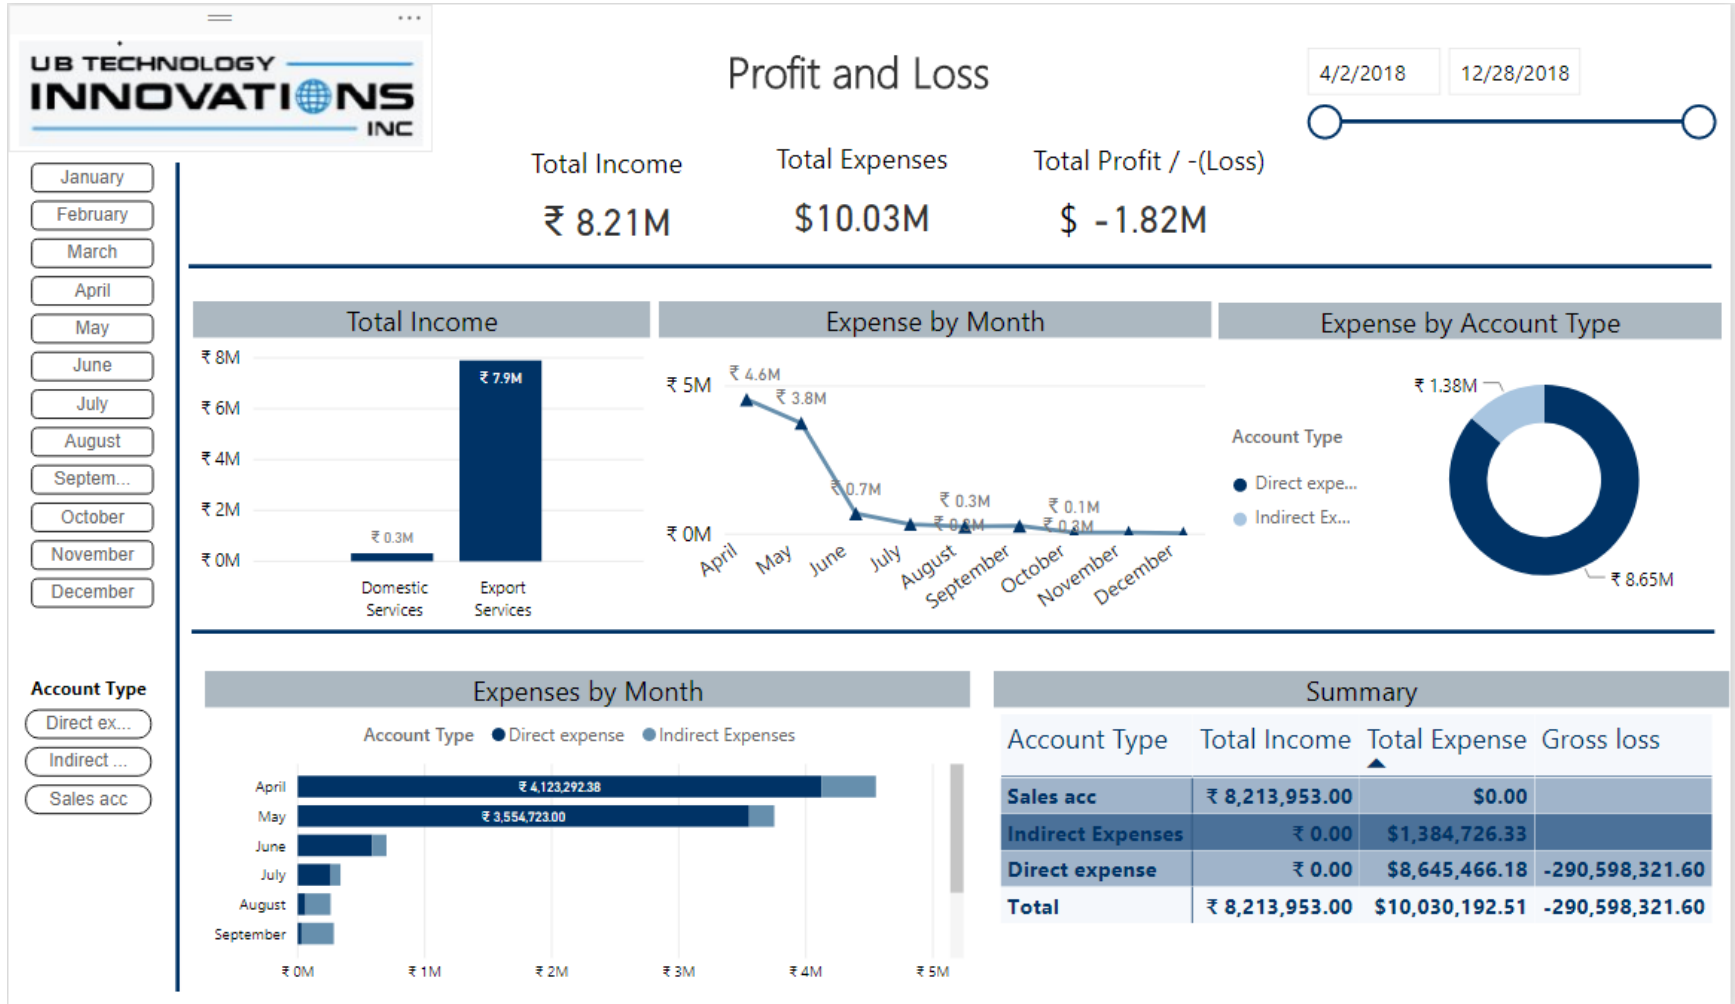 UB TECHNOLOGY
INNOVATIONS
INC
Profit and Loss
4/2/2018
12/28/2018
Total Income
Total Expenses
Total Profit / -(Loss)
₹ 8.21M
$10.03M
$ -1.82M
January
February
March
April
May
June
July
August
Septem...
October
November
December
Account Type
Direct ex...
Indirect ...
Sales acc
Total Income
₹ 8M
₹ 6M
₹ 4M
₹ 2M
₹ 0M
₹ 0.3M
₹ 7.9M
Domestic
Services
Export
Services
Expense by Month
₹ 5M
₹ 0M
₹ 4.6M
₹ 3.8M
₹ 0.7M
₹ 0.3M
₹ 0.1M
₹ 0.3M
April
May
June
July
August
September
October
November
December
Expense by Account Type
Account Type
Direct expe...
Indirect Ex...
₹ 1.38M
₹ 8.65M
Expenses by Month
Account Type Direct expense Indirect Expenses
April
₹ 4,123,292.38
May
₹ 3,554,723.00
June
July
August
September
₹ 0M ₹ 1M ₹ 2M ₹ 3M ₹ 4M ₹ 5M
Summary
Account Type Total Income Total Expense Gross loss
Sales acc ₹ 8,213,953.00 $0.00
Indirect Expenses ₹ 0.00 $1,384,726.33
Direct expense ₹ 0.00 $8,645,466.18 -290,598,321.60
Total ₹ 8,213,953.00 $10,030,192.51 -290,598,321.60